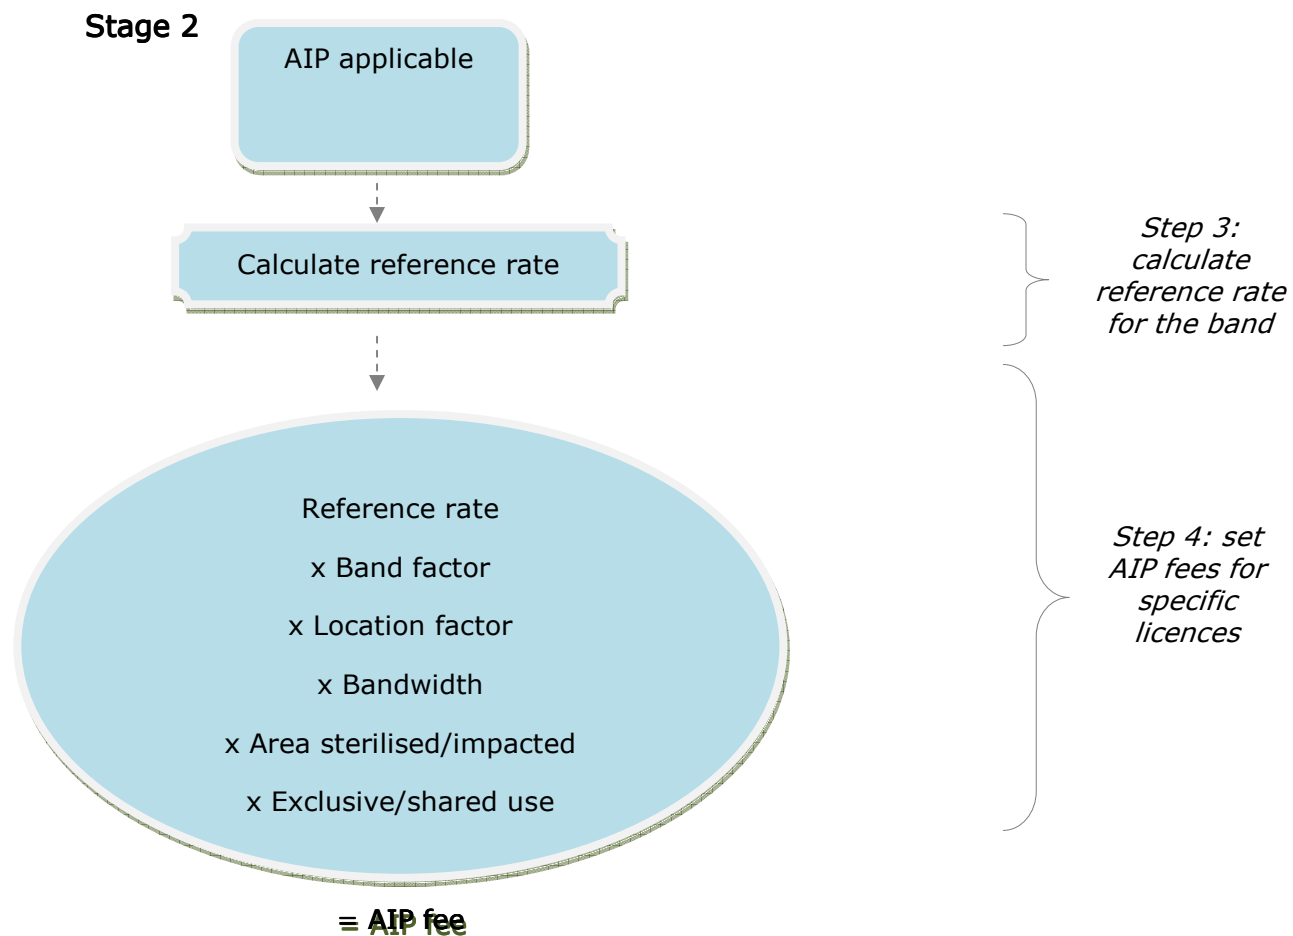 Stage 2
AIP applicable
Calculate reference rate
Step 3:
calculate
reference rate
for the band
Reference rate
x Band factor
x Location factor
x Bandwidth
x Area sterilised/impacted
x Exclusive/shared use
Step 4: set
AIP fees for
specific
licences
= AIP fee